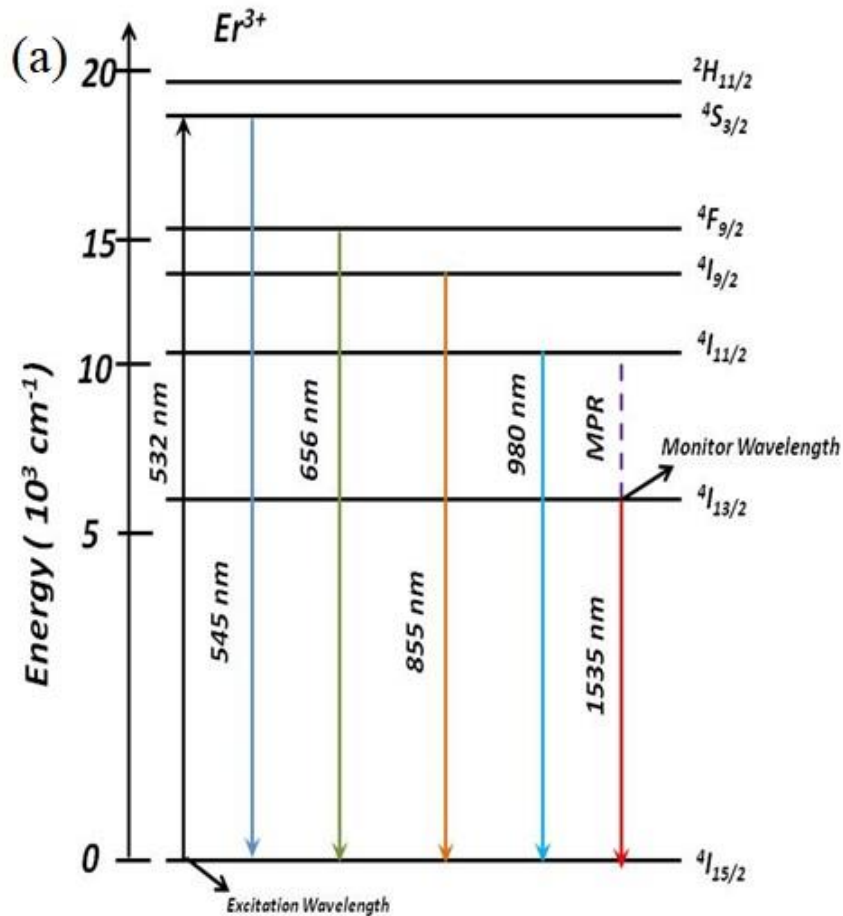 (a)
Er³⁺
Energy ( 10³ cm⁻¹)
20
15
10
5
0
²H₁₁/₂
⁴S₃/₂
⁴F₉/₂
⁴I₉/₂
⁴I₁₁/₂
⁴I₁₃/₂
⁴I₁₅/₂
532 nm
545 nm
656 nm
855 nm
980 nm
MPR
1535 nm
Monitor Wavelength
Excitation Wavelength